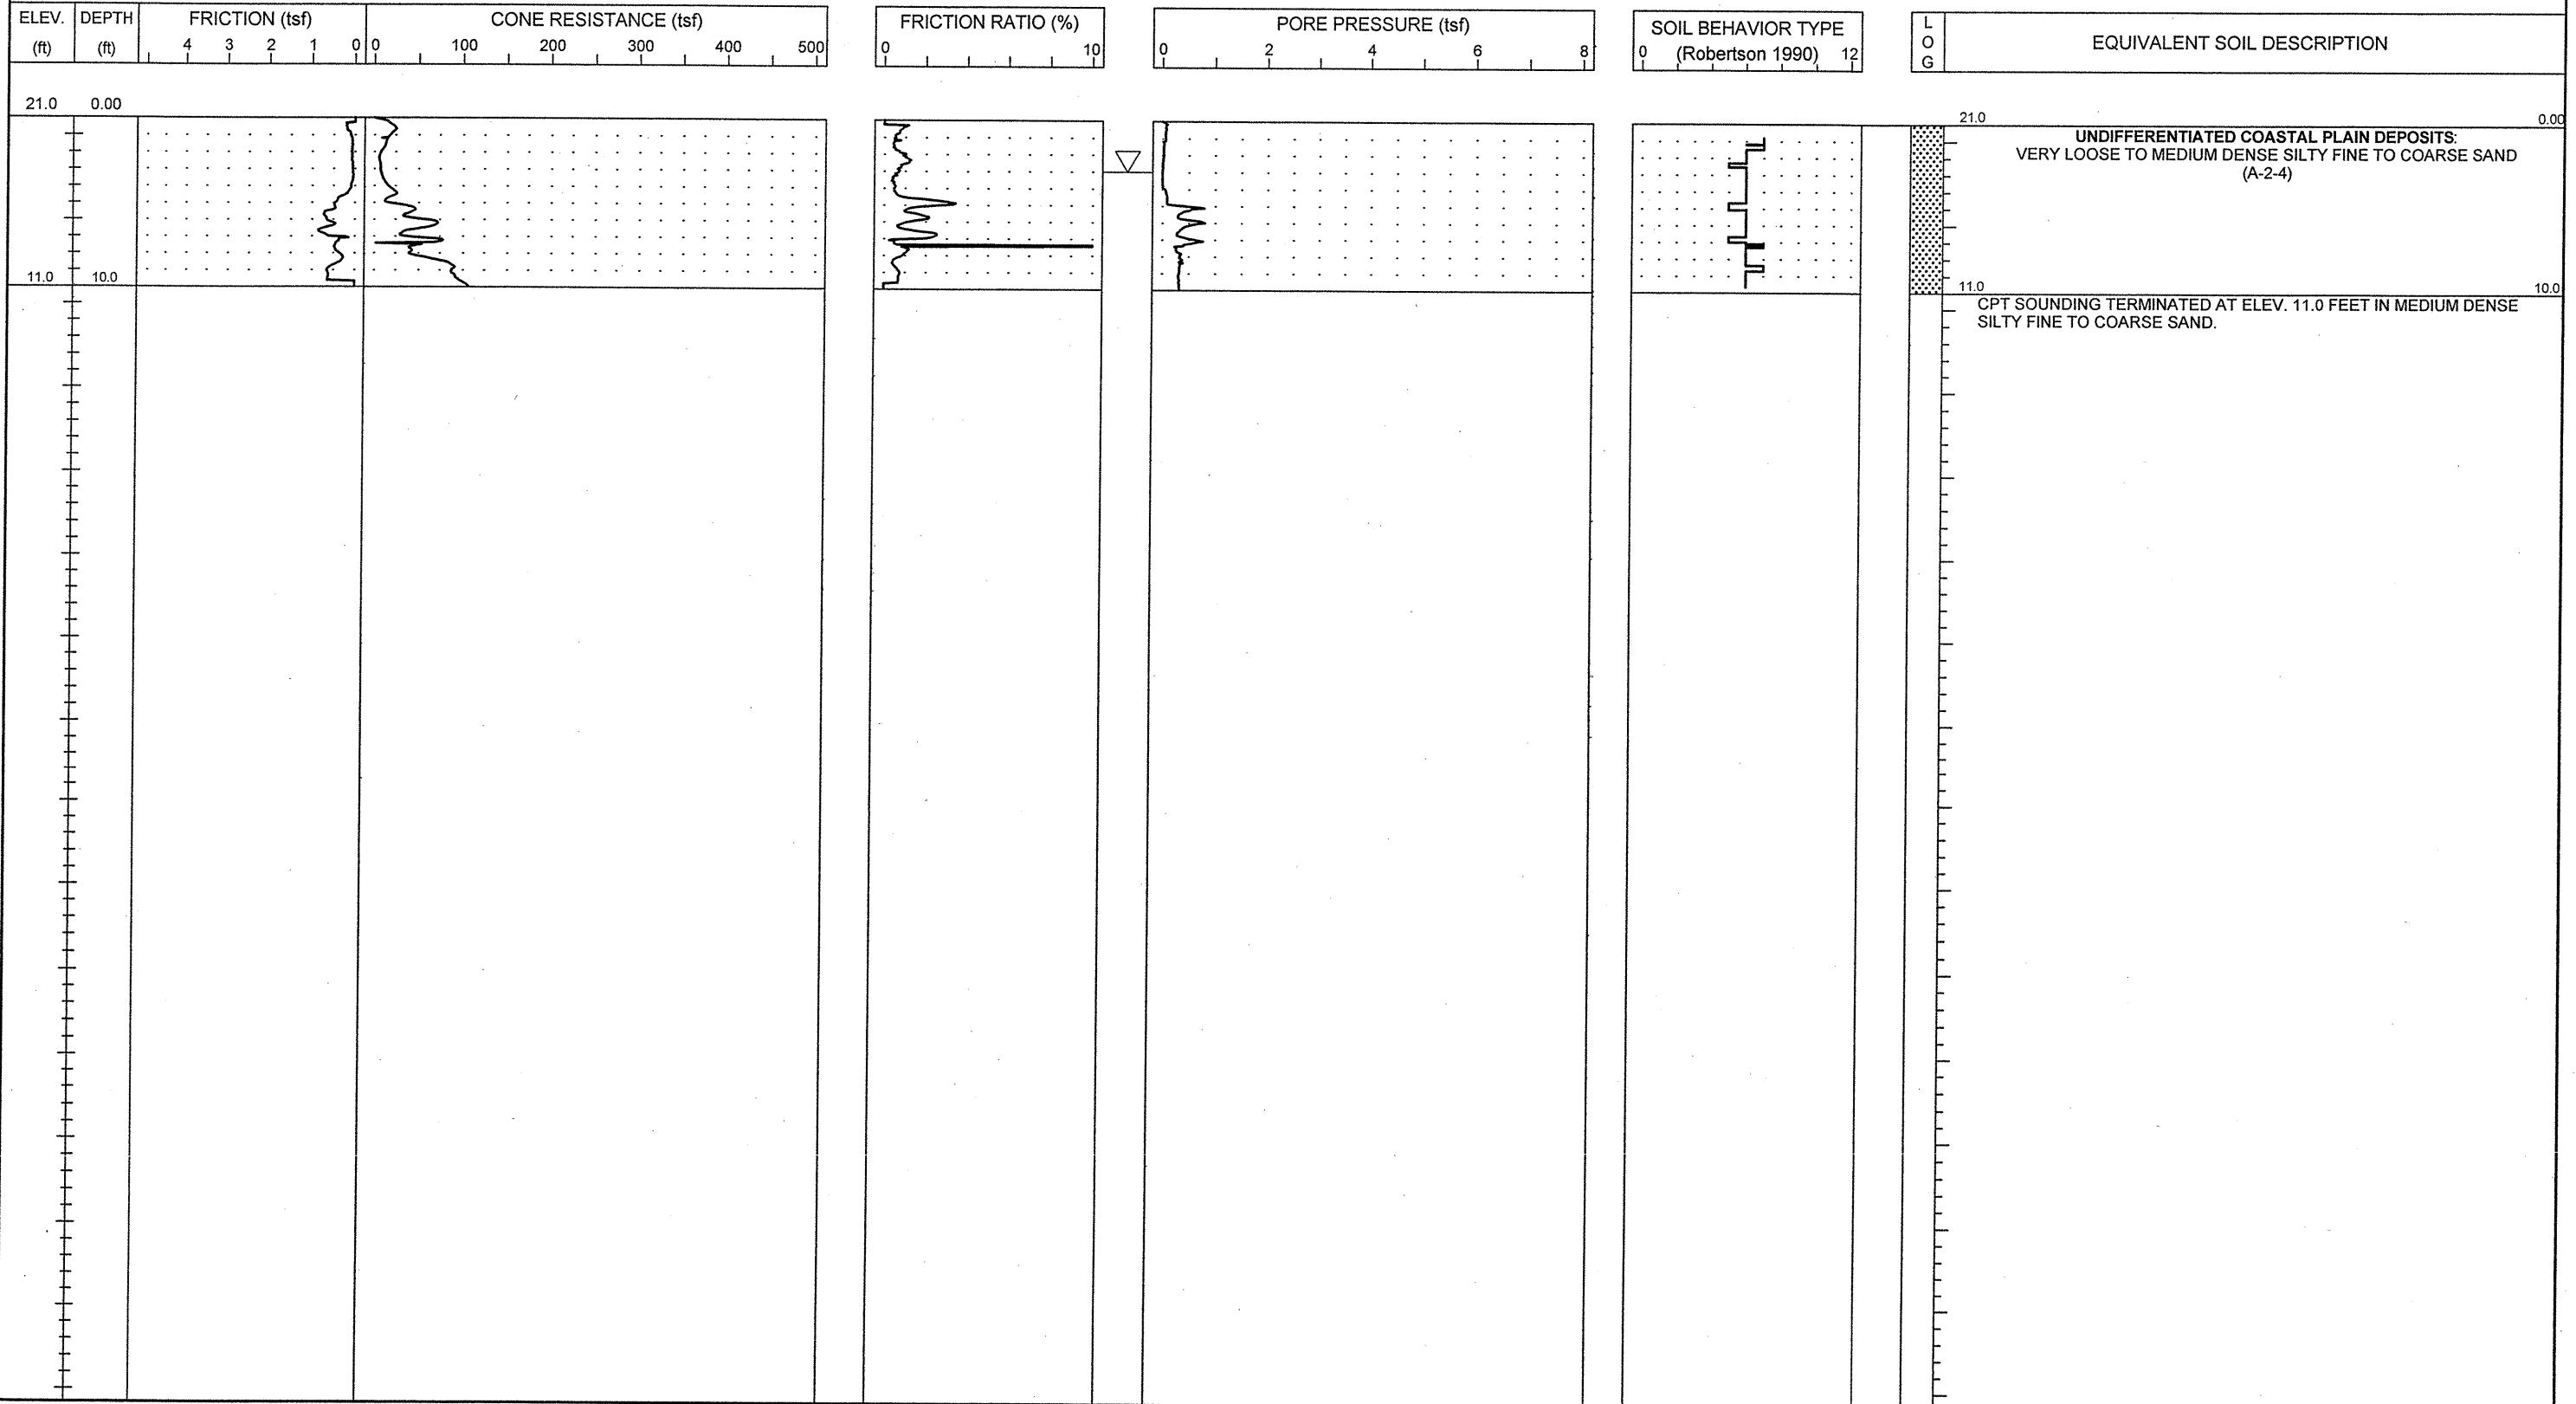 ELEV. DEPTH FRICTION (tsf) CONE RESISTANCE (tsf) FRICTION RATIO (%) PORE PRESSURE (tsf) SOIL BEHAVIOR TYPE L
(ft) (ft) 4 3 2 1 0 0 100 200 300 400 500 0 10 0 2 4 6 8 0 (Robertson 1990) 12 O EQUIVALENT SOIL DESCRIPTION
G
21.0 0.00
21.0 0.00
UNDIFFERENTIATED COASTAL PLAIN DEPOSITS:
VERY LOOSE TO MEDIUM DENSE SILTY FINE TO COARSE SAND
(A-2-4)
11.0 10.0
11.0 10.0
CPT SOUNDING TERMINATED AT ELEV. 11.0 FEET IN MEDIUM DENSE
SILTY FINE TO COARSE SAND.